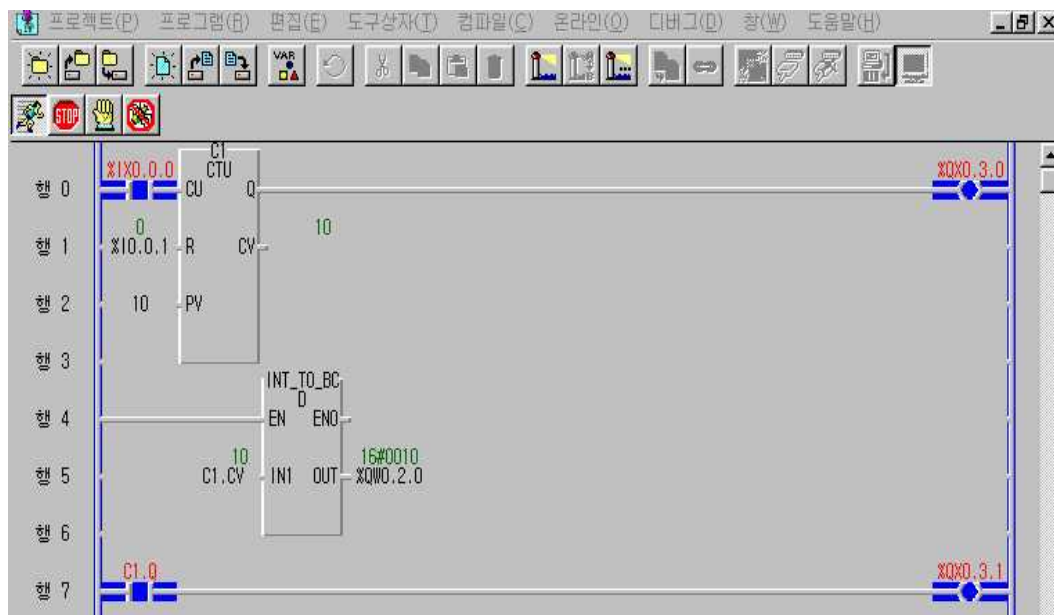 프로젝트(P) 프로그램(R) 편집(E) 도구상자(T) 컴파일(C) 온라인(O) 디버그(D) 창(W) 도움말(H)
VAR
STOP
C1
%IX0.0.0 CTU %QX0.3.0
행 0 CU Q
0 10
행 1 %I0.0.1 R CV
행 2 10 PV
행 3
INT_TO_BC
D
행 4 EN ENO
10 16#0010
행 5 C1.CV IN1 OUT %QW0.2.0
행 6
C1.Q %QX0.3.1
행 7